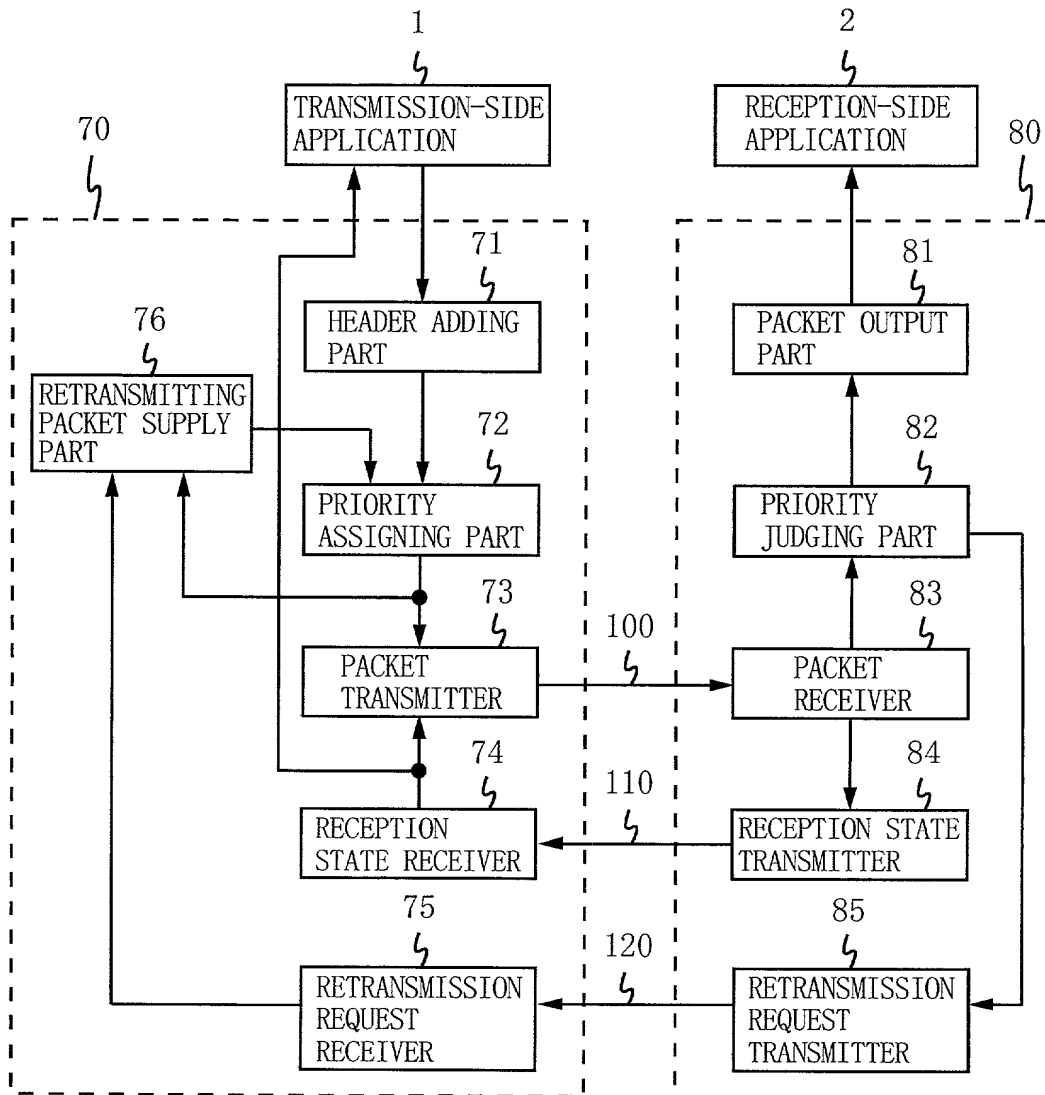 1
2
TRANSMISSION-SIDE
APPLICATION
RECEPTION-SIDE
APPLICATION
70
80
71
81
HEADER ADDING
PART
PACKET OUTPUT
PART
76
RETRANSMITTING
PACKET SUPPLY
PART
72
82
PRIORITY
ASSIGNING PART
PRIORITY
JUDGING PART
73
100
83
PACKET
TRANSMITTER
PACKET
RECEIVER
74
110
84
RECEPTION
STATE RECEIVER
RECEPTION STATE
TRANSMITTER
75
120
85
RETRANSMISSION
REQUEST
RECEIVER
RETRANSMISSION
REQUEST
TRANSMITTER